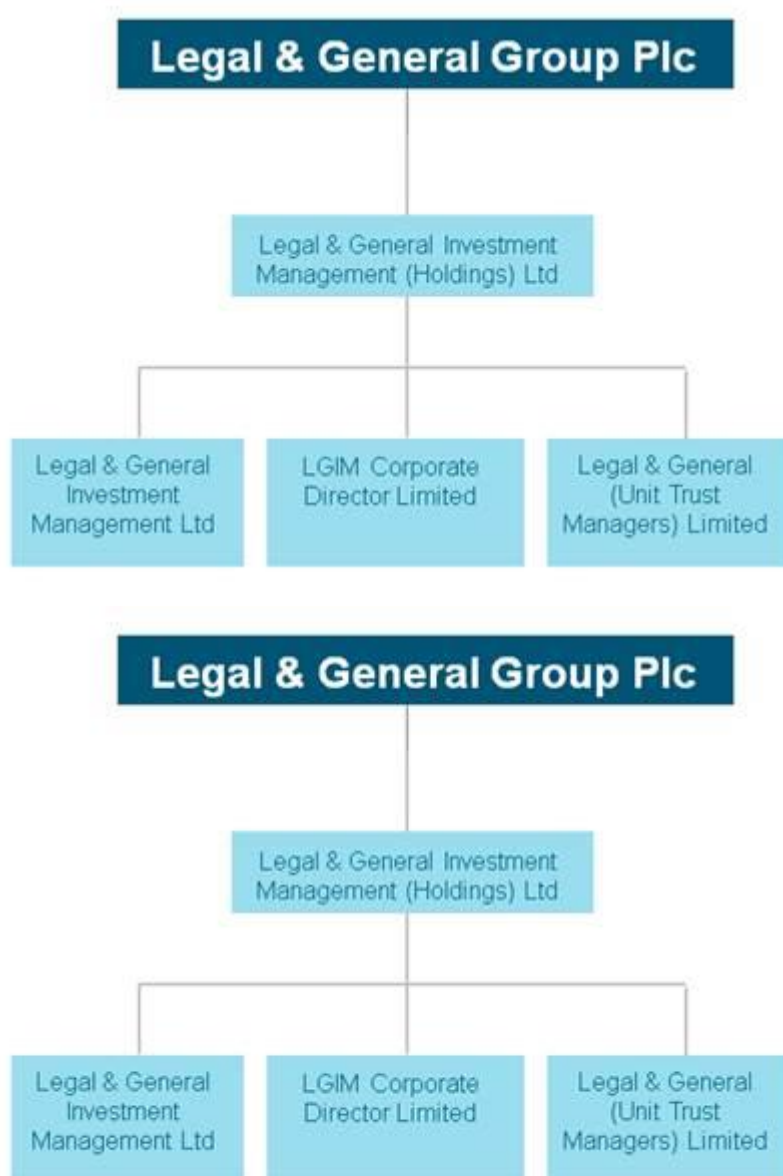 Legal & General Group Plc
Legal & General Investment
Management (Holdings) Ltd
Legal & General
Investment
Management Ltd
LGIM Corporate
Director Limited
Legal & General
(Unit Trust
Managers) Limited
Legal & General Group Plc
Legal & General Investment
Management (Holdings) Ltd
Legal & General
Investment
Management Ltd
LGIM Corporate
Director Limited
Legal & General
(Unit Trust
Managers) Limited